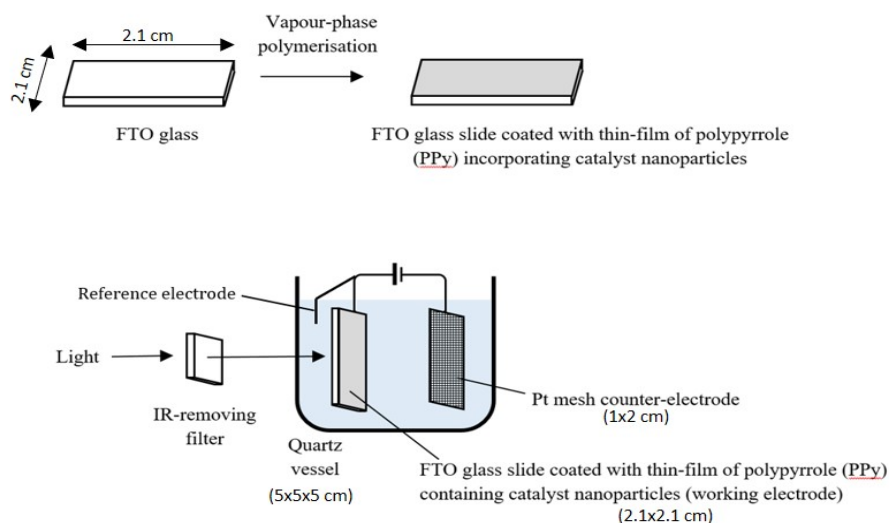 2.1 cm
2.1 cm
Vapour-phase
polymerisation
FTO glass
FTO glass slide coated with thin-film of polypyrrole
(PPy) incorporating catalyst nanoparticles
Reference electrode
Light
IR-removing
filter
Quartz
vessel
(5x5x5 cm)
Pt mesh counter-electrode
(1x2 cm)
FTO glass slide coated with thin-film of polypyrrole (PPy)
containing catalyst nanoparticles (working electrode)
(2.1x2.1 cm)